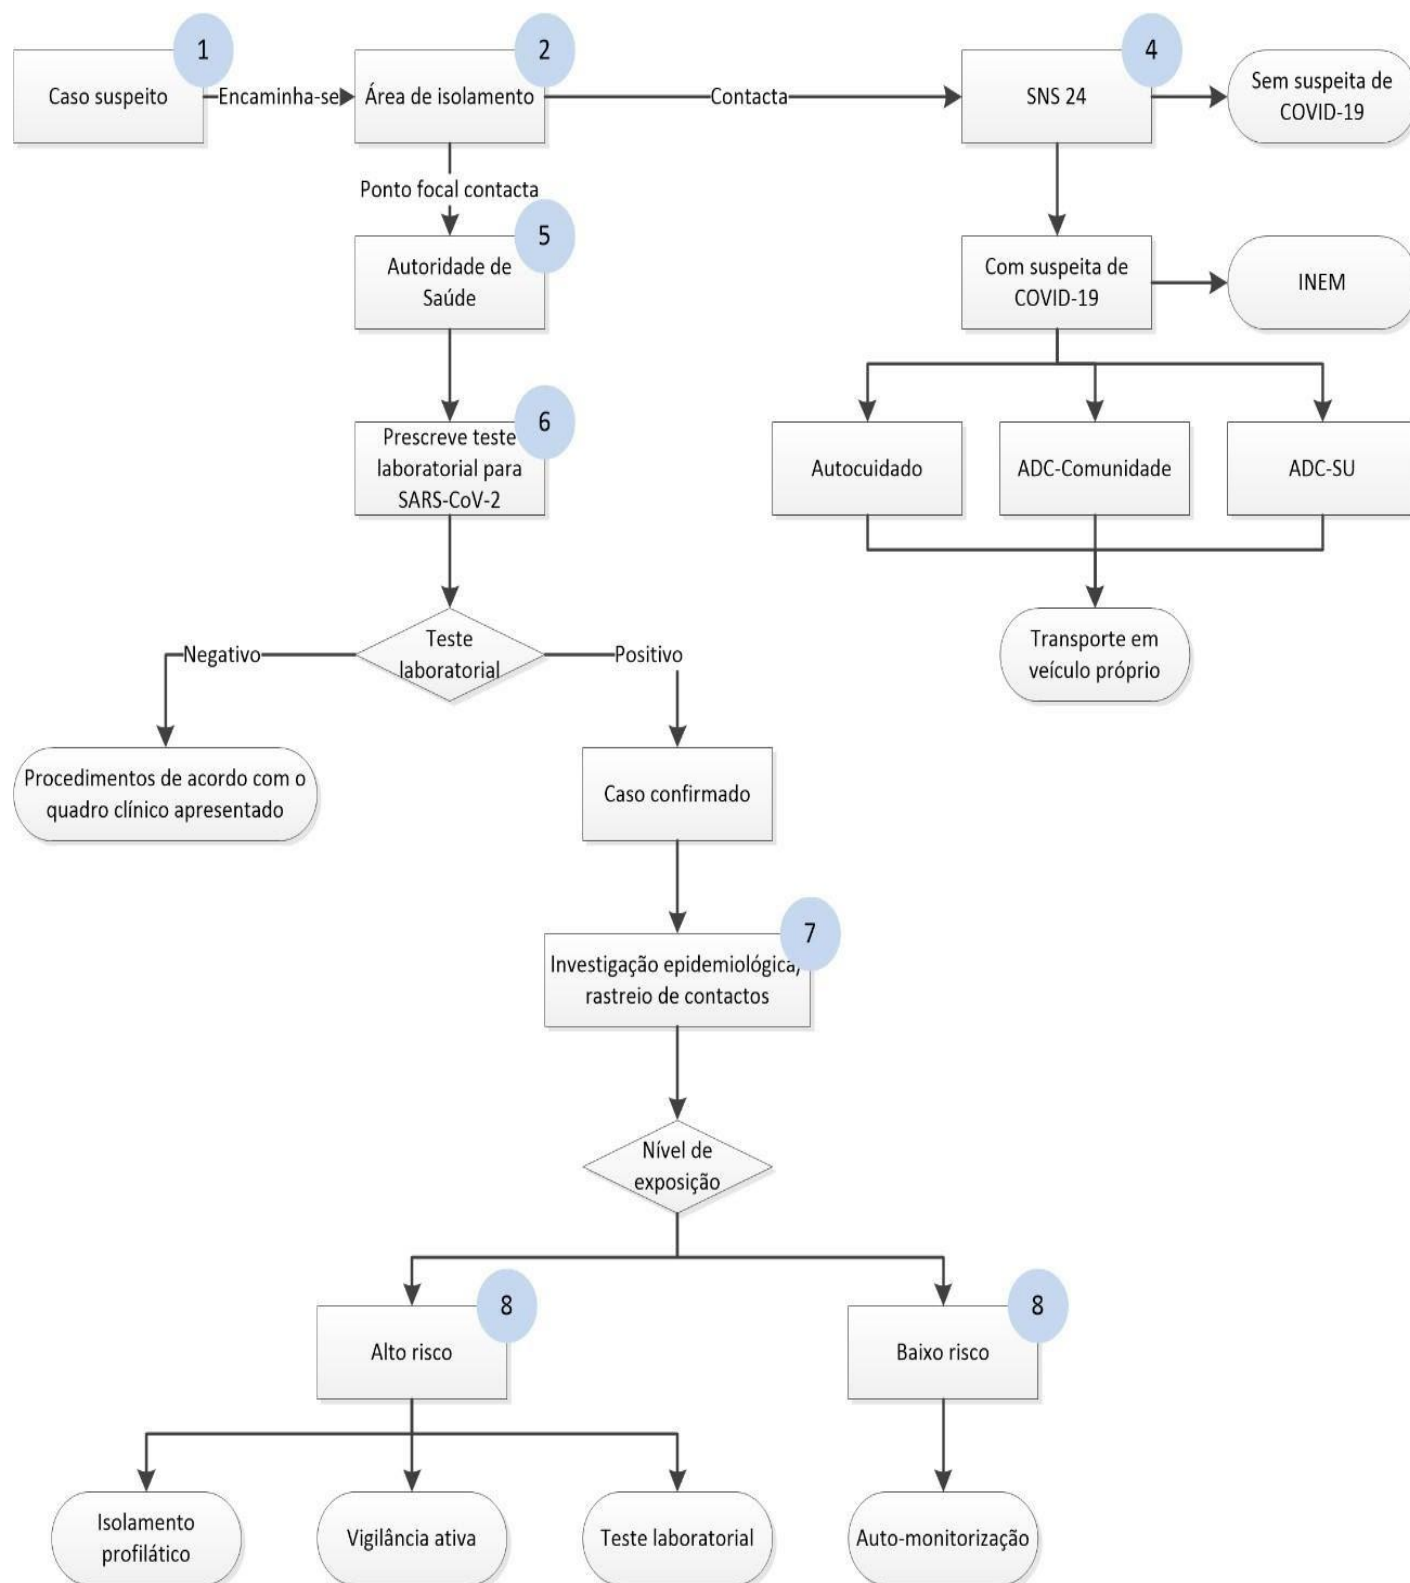 1
2
4
Caso suspeito
Encaminha-se
Área de isolamento
Contacta
SNS 24
Sem suspeita de
COVID-19
Ponto focal contacta
5
Autoridade de
Saúde
Com suspeita de
COVID-19
INEM
6
Prescreve teste
laboratorial para
SARS-CoV-2
Autocuidado
ADC-Comunidade
ADC-SU
Negativo
Teste
laboratorial
Positivo
Transporte em
veículo próprio
Procedimentos de acordo com o
quadro clínico apresentado
Caso confirmado
7
Investigação epidemiológica/
rastreio de contactos
Nível de
exposição
8
8
Alto risco
Baixo risco
Isolamento
profilático
Vigilância ativa
Teste laboratorial
Auto-monitorização